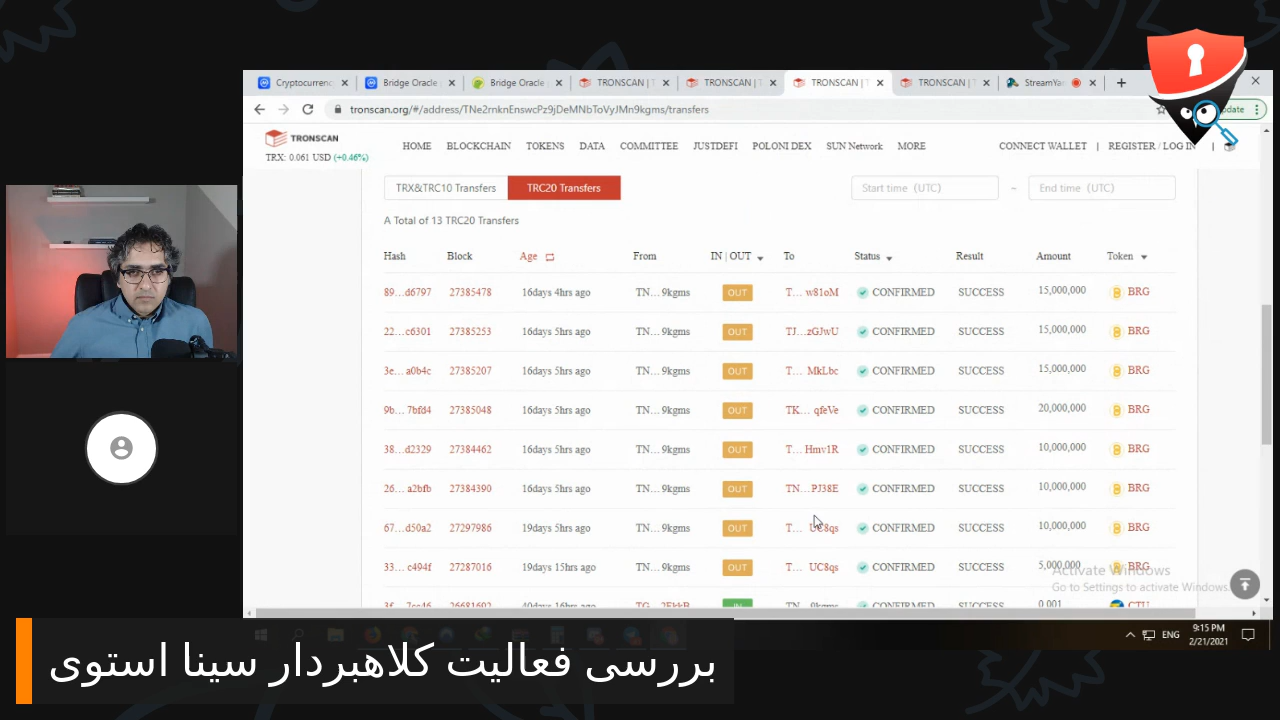 Cryptocurrenc
Bridge Oracle
Bridge Oracle
TRONSCAN | T
TRONSCAN | T
TRONSCAN | T
TRONSCAN | T
StreamYa
tronscan.org/#/address/TNe2rnknEnswcPz9jDeMNbToVyJMn9kgms/transfers
TRONSCAN
TRX: 0.061 USD (+0.46%)
HOME BLOCKCHAIN TOKENS DATA COMMITTEE JUSTDEFI POLONI DEX SUN Network MORE CONNECT WALLET | REGISTER / LOG IN |
TRX&TRC10 Transfers TRC20 Transfers Start time (UTC) ~ End time (UTC)
A Total of 13 TRC20 Transfers
Hash Block Age From IN | OUT To Status Result Amount Token
89... d6797 27385478 16days 4hrs ago TN... 9kgms OUT T... w81oM CONFIRMED SUCCESS 15,000,000 BRG
22... c6301 27385253 16days 5hrs ago TN... 9kgms OUT TJ... zGJwU CONFIRMED SUCCESS 15,000,000 BRG
3e... a0b4c 27385207 16days 5hrs ago TN... 9kgms OUT T... MkLbc CONFIRMED SUCCESS 15,000,000 BRG
9b... 7bfd4 27385048 16days 5hrs ago TN... 9kgms OUT TK... qfeVe CONFIRMED SUCCESS 20,000,000 BRG
38... d2329 27384462 16days 5hrs ago TN... 9kgms OUT T... Hmv1R CONFIRMED SUCCESS 10,000,000 BRG
26... a2bfb 27384390 16days 5hrs ago TN... 9kgms OUT TN... PJ38E CONFIRMED SUCCESS 10,000,000 BRG
67... d50a2 27297986 19days 5hrs ago TN... 9kgms OUT T... UC8qs CONFIRMED SUCCESS 10,000,000 BRG
33... c494f 27287016 19days 15hrs ago TN... 9kgms OUT T... UC8qs CONFIRMED SUCCESS 5,000,000 BRG
Activate Windows
Go to Settings to activate Windows.
ENG
9:15 PM
2/21/2021
بررسی فعالیت کلاهبردار سینا استوی